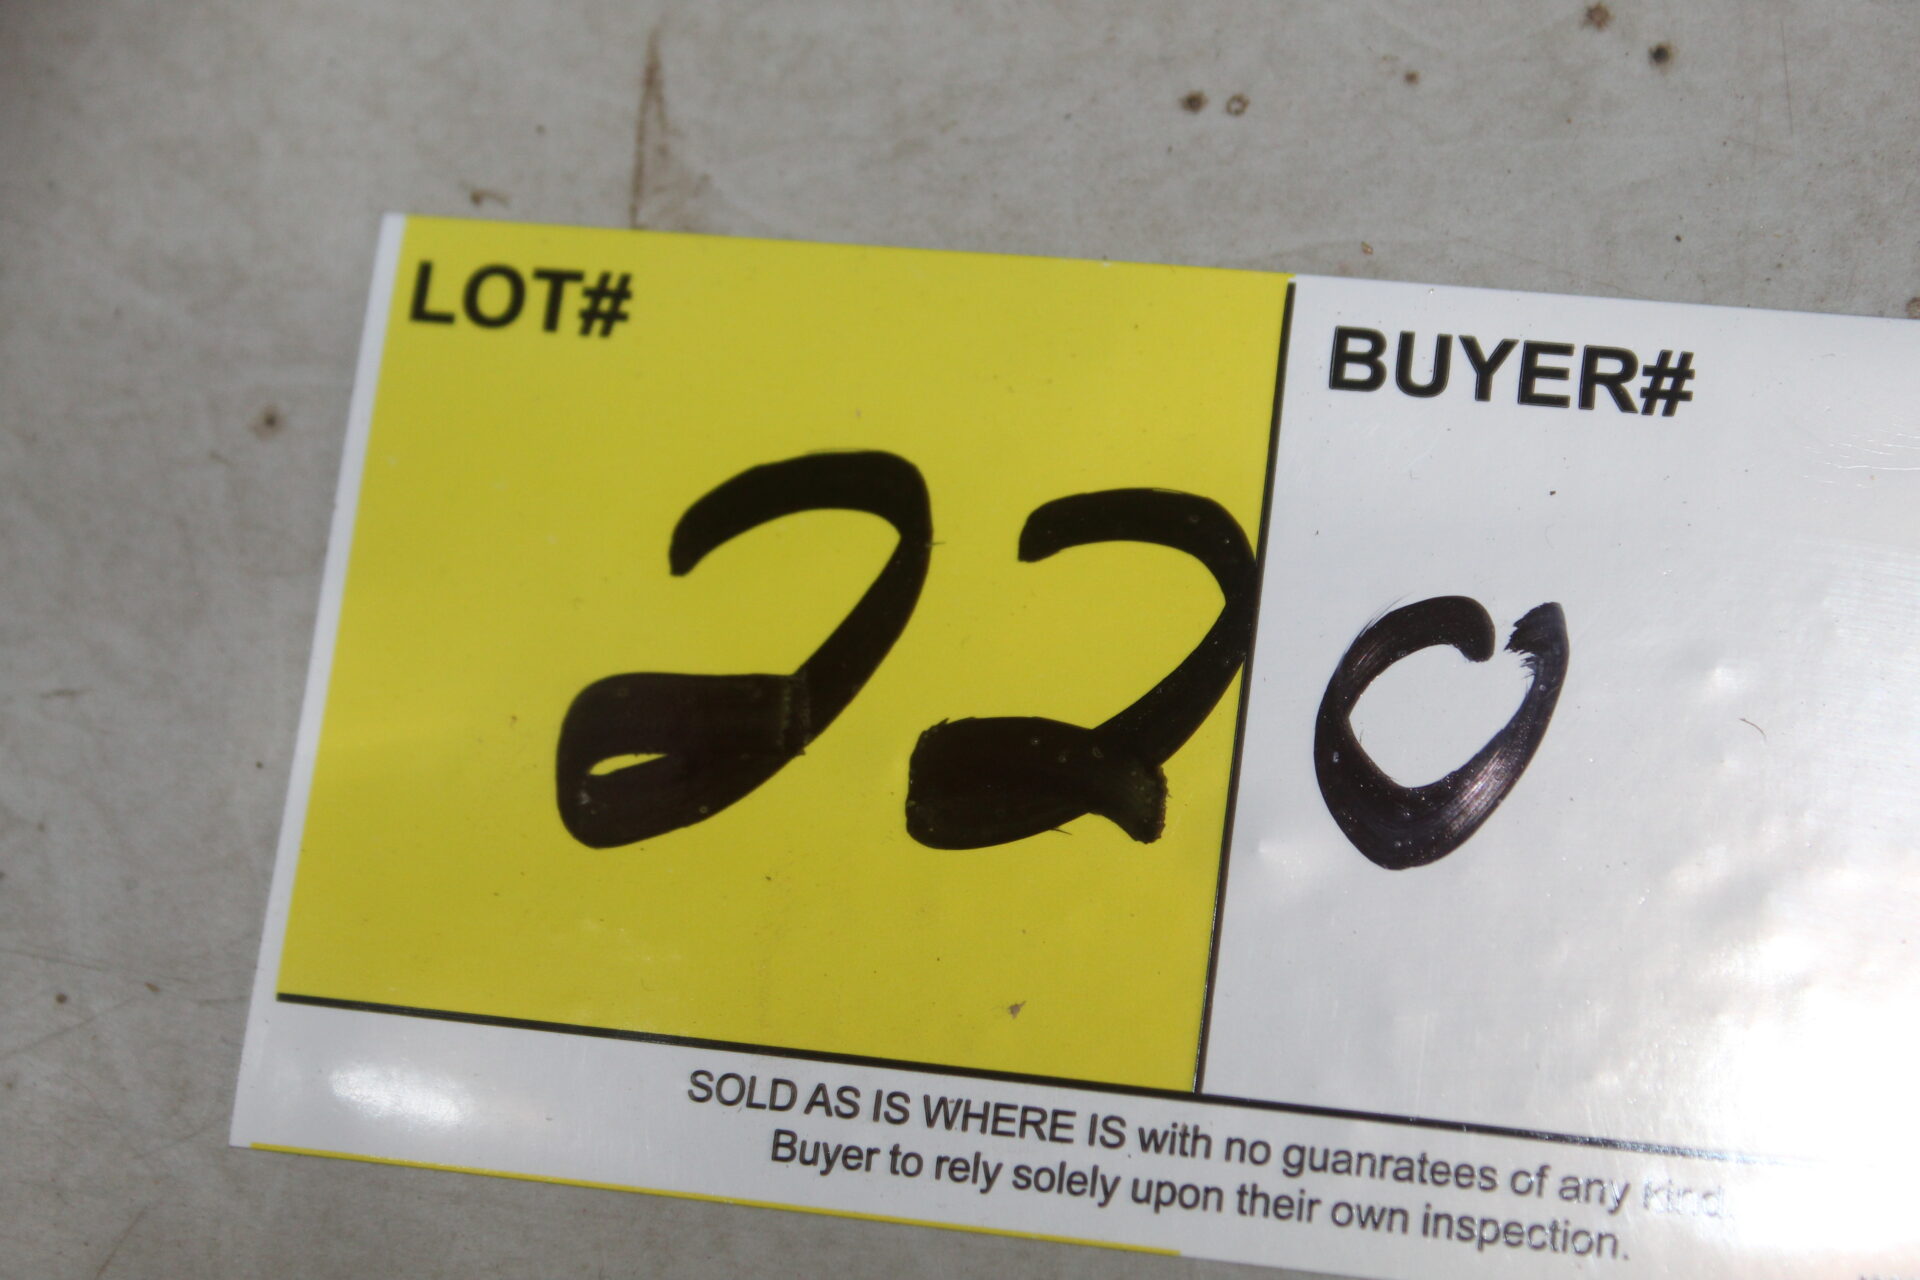 LOT# BUYER#
220
SOLD AS IS WHERE IS with no guanratees of any kind
Buyer to rely solely upon their own inspection.